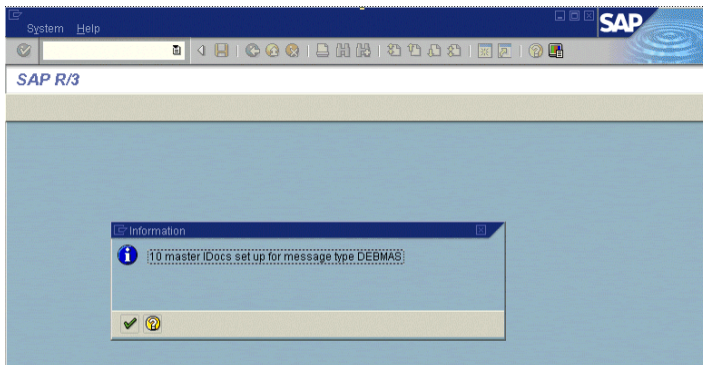 System Help
SAP
SAP R/3
Information
10 master IDocs set up for message type DEBMAS